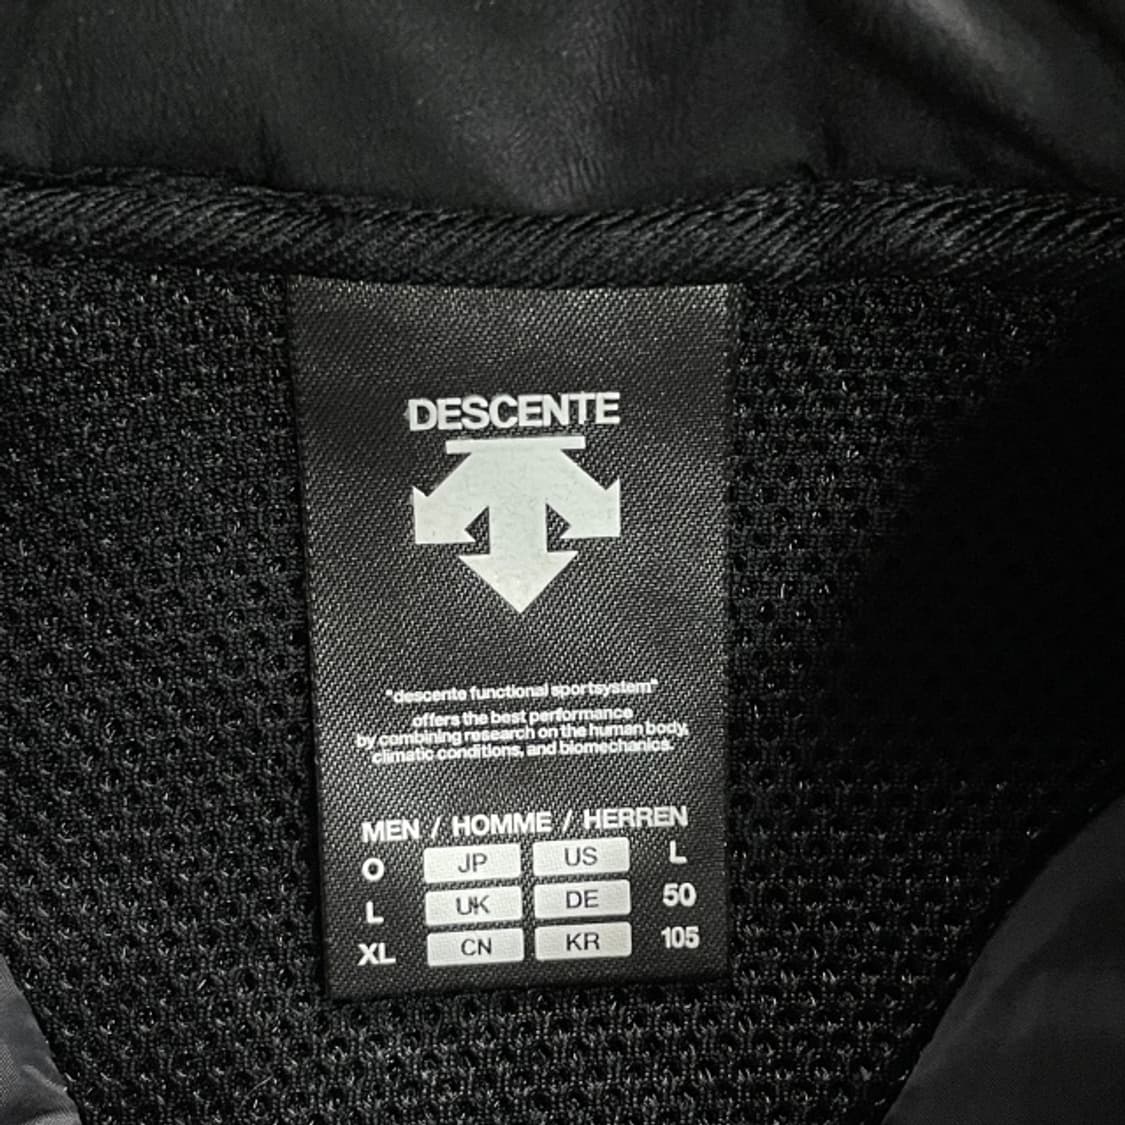 DESCENTE
"descente functional sportsystem"
offers the best performance
by combining research on the human body,
climatic conditions, and biomechanics.
MEN / HOMME / HERREN
O JP US L
L UK DE 50
XL CN KR 105